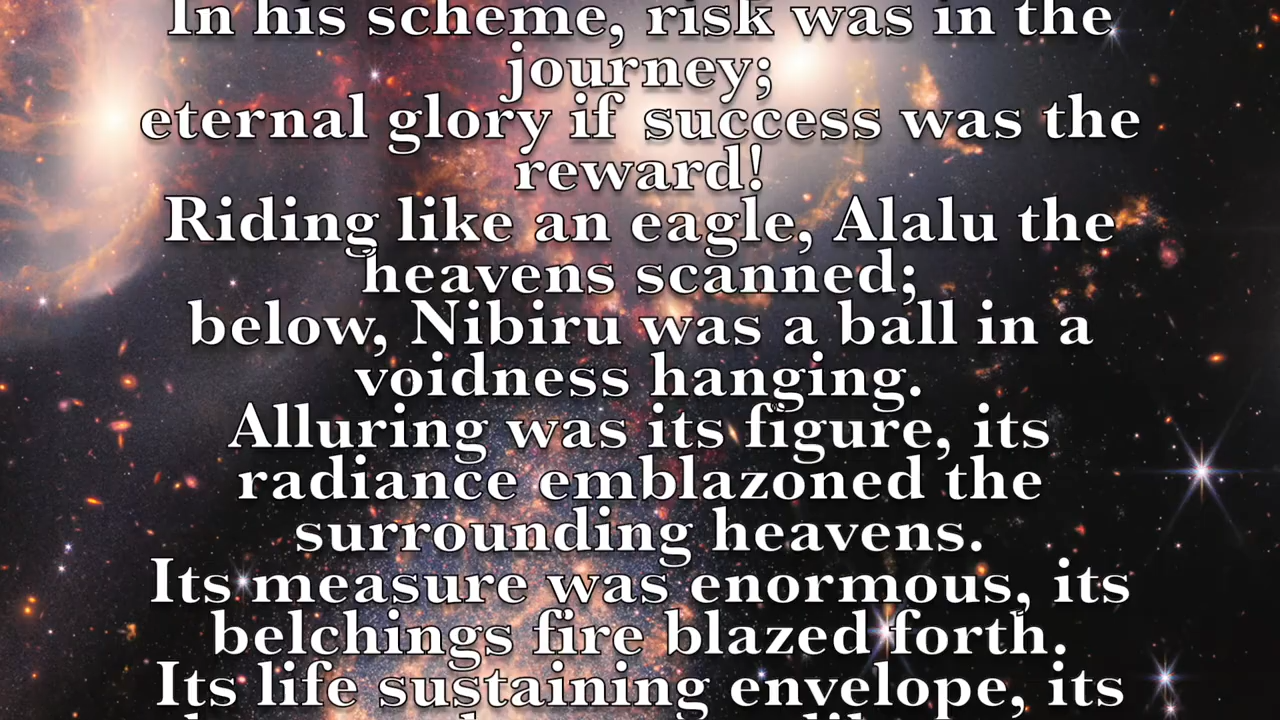 In his scheme, risk was in the
journey;
eternal glory if success was the
reward!
Riding like an eagle, Alalu the
heavens scanned;
below, Nibiru was a ball in a
voidness hanging.
Alluring was its figure, its
radiance emblazoned the
surrounding heavens.
Its measure was enormous, its
belchings fire blazed forth.
Its life sustaining envelope, its